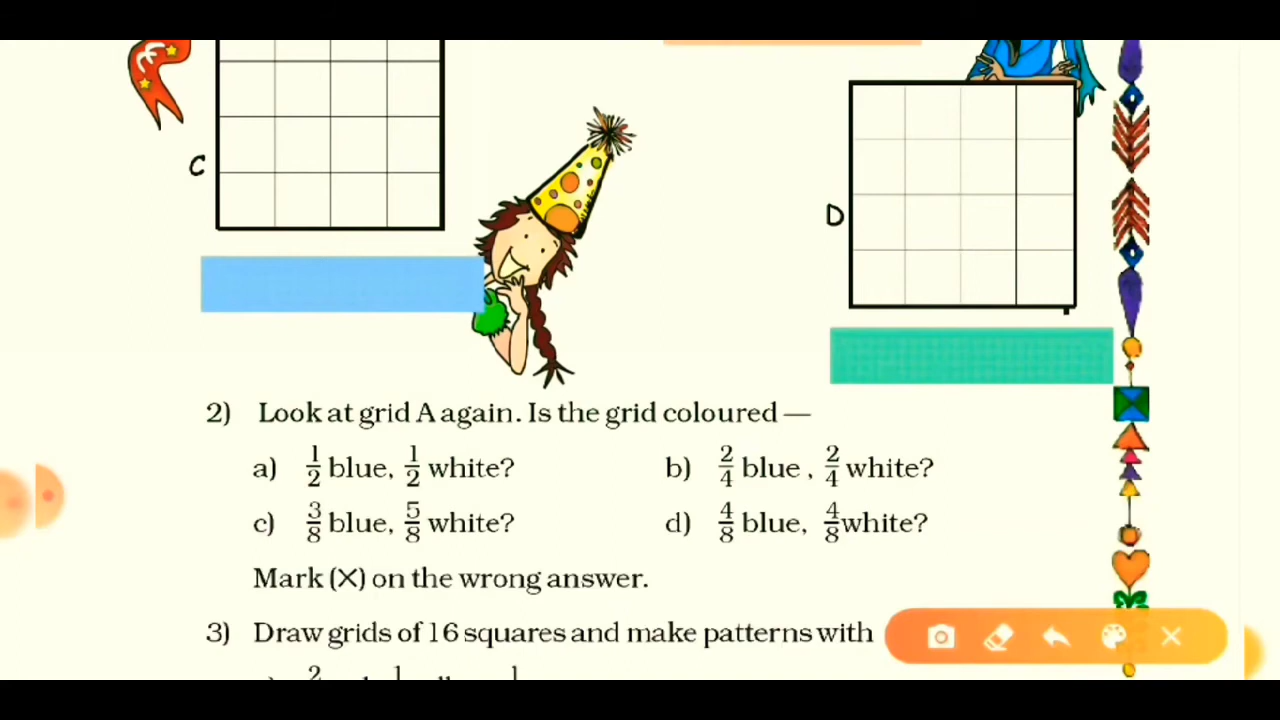 C
D
2) Look at grid A again. Is the grid coloured —
a) 1/2 blue, 1/2 white? b) 2/4 blue , 2/4 white?
c) 3/8 blue, 5/8 white? d) 4/8 blue, 4/8 white?
Mark (✕) on the wrong answer.
3) Draw grids of 16 squares and make patterns with